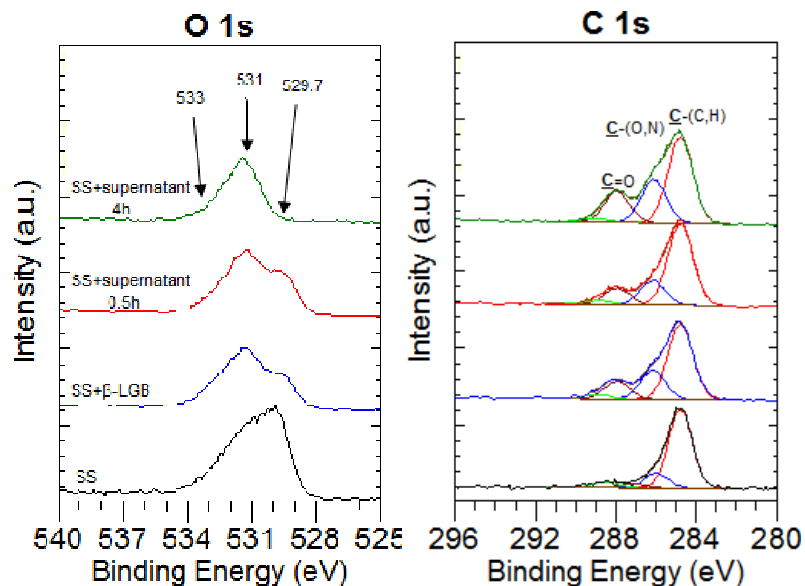 O 1s
533
531
529.7
SS+supernatant
4h
SS+supernatant
0.5h
SS+β-LGB
SS
Intensity (a.u.)
540 537 534 531 528 525
Binding Energy (eV)
C 1s
C-(O,N)
C-(C,H)
C=O
Intensity (a.u.)
296 292 288 284 280
Binding Energy (eV)